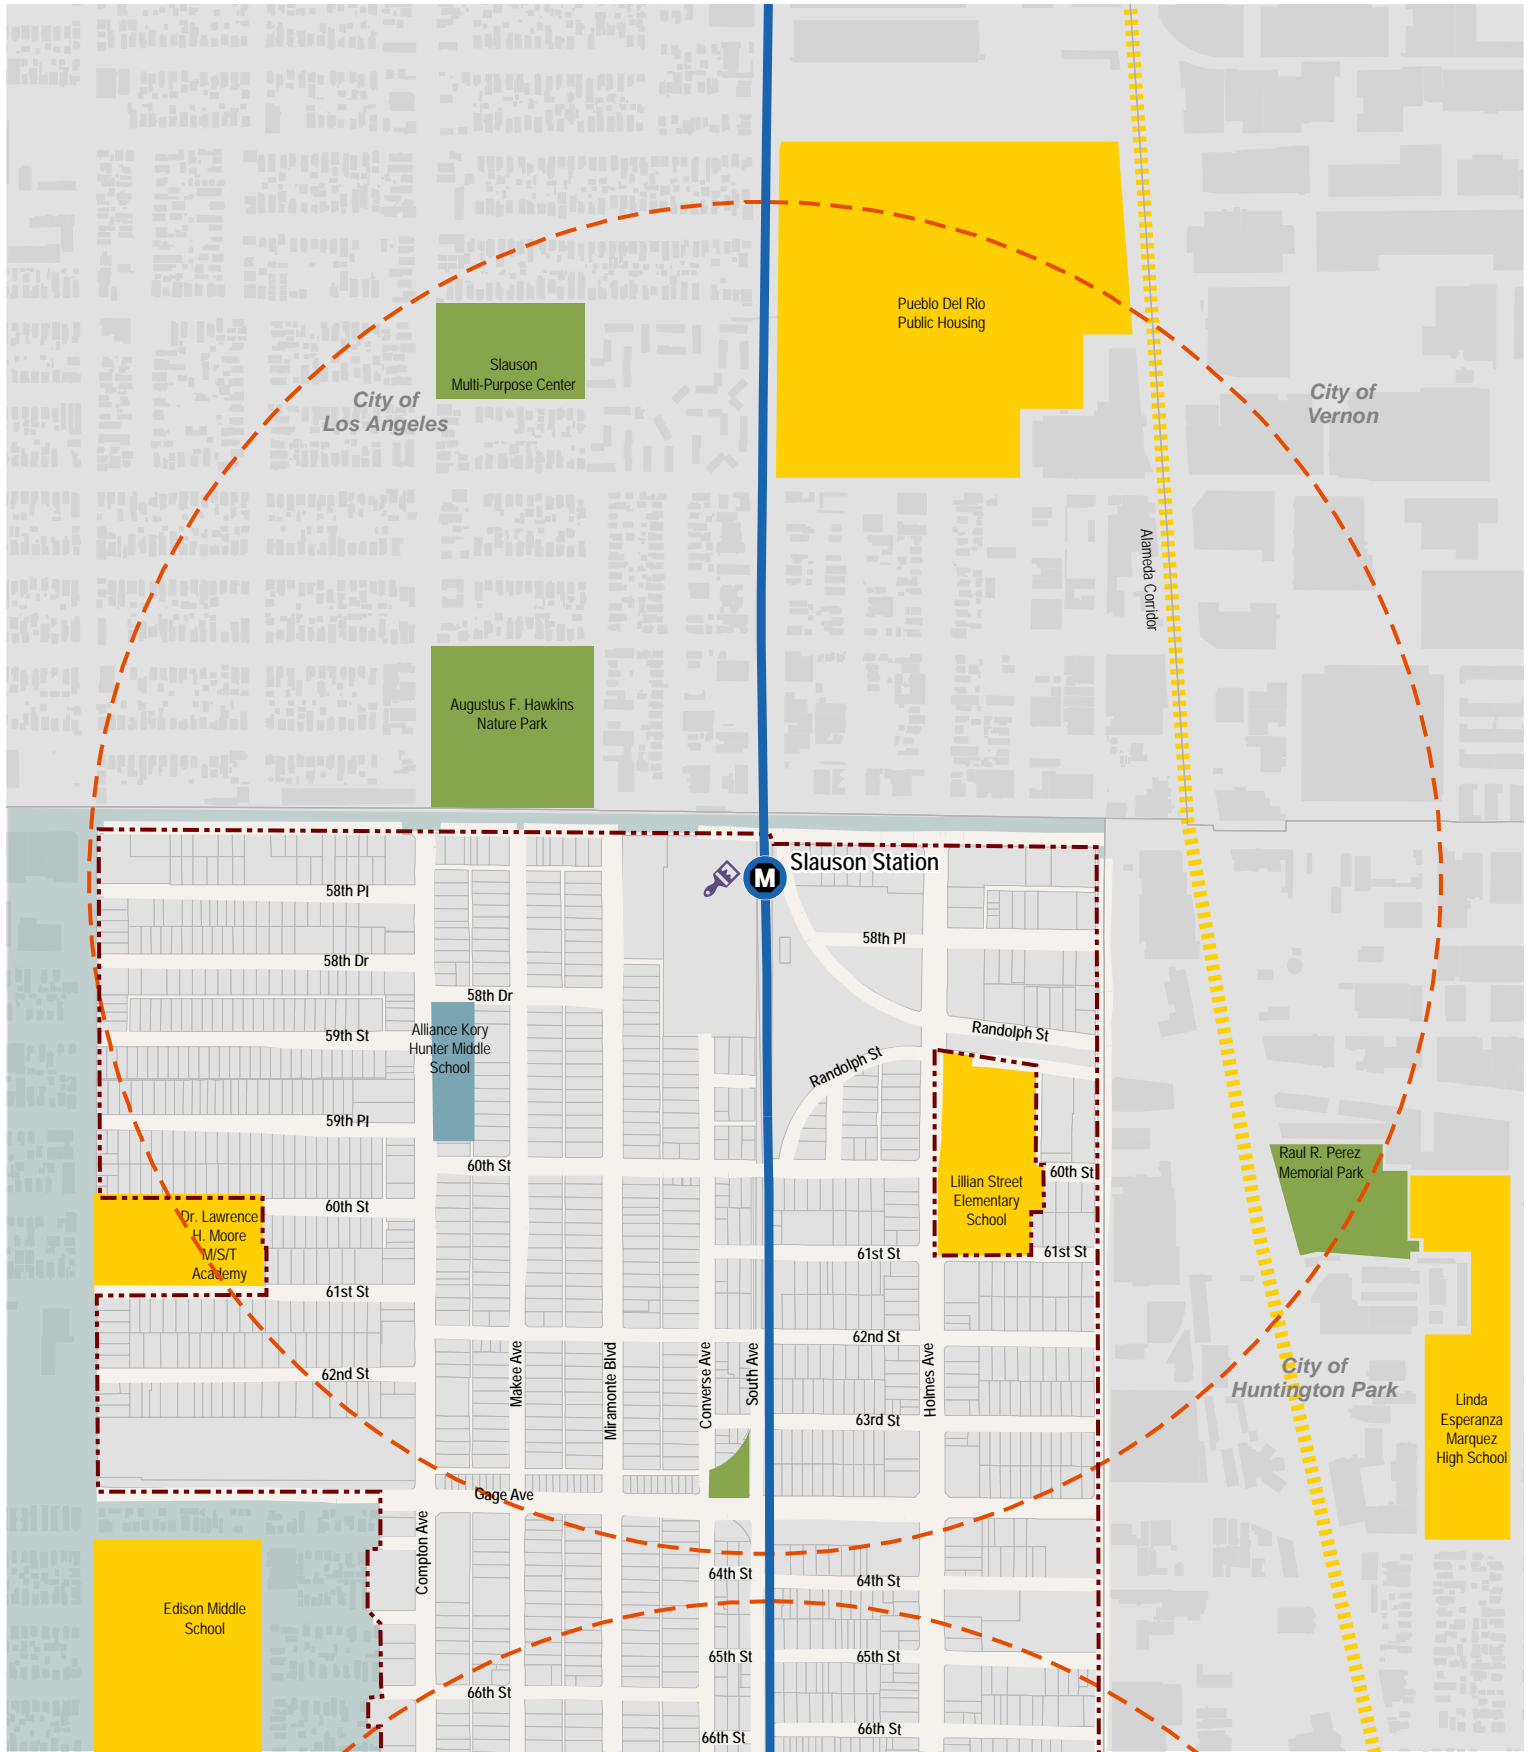 Pueblo Del Rio
Public Housing
Slauson
Multi-Purpose Center
City of
Los Angeles
City of
Vernon
Alameda Corridor
Augustus F. Hawkins
Nature Park
M
Slauson Station
58th Pl
58th Pl
58th Dr
58th Dr
59th St
Alliance Kory
Hunter Middle
School
Randolph St
Randolph St
59th Pl
60th St
60th St
Raul R. Perez
Memorial Park
Lillian Street
Elementary
School
60th St
Dr. Lawrence
H. Moore
M/S/T
Academy
61st St
61st St
61st St
62nd St
62nd St
Makee Ave
Miramonte Blvd
Converse Ave
South Ave
Holmes Ave
City of
Huntington Park
63rd St
Linda
Esperanza
Marquez
High School
Gage Ave
Compton Ave
64th St
64th St
Edison Middle
School
65th St
65th St
66th St
66th St
66th St